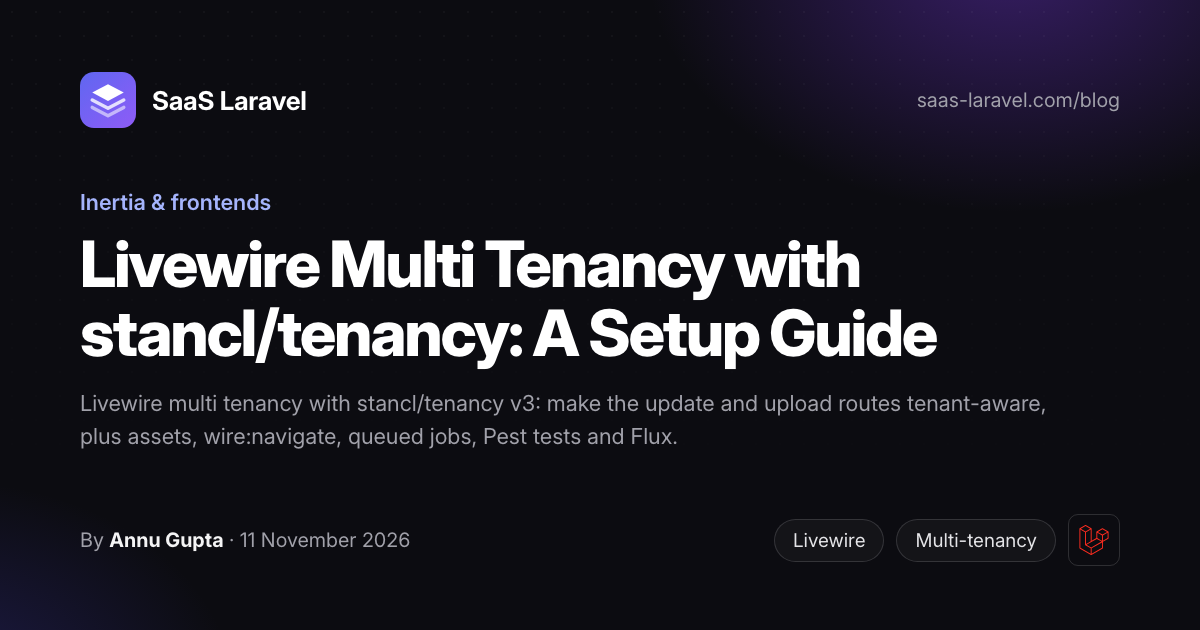 SaaS Laravel
saas-laravel.com/blog
Inertia & frontends
Livewire Multi Tenancy with
stancl/tenancy: A Setup Guide
Livewire multi tenancy with stancl/tenancy v3: make the update and upload routes tenant-aware,
plus assets, wire:navigate, queued jobs, Pest tests and Flux.
By Annu Gupta · 11 November 2026
Livewire
Multi-tenancy